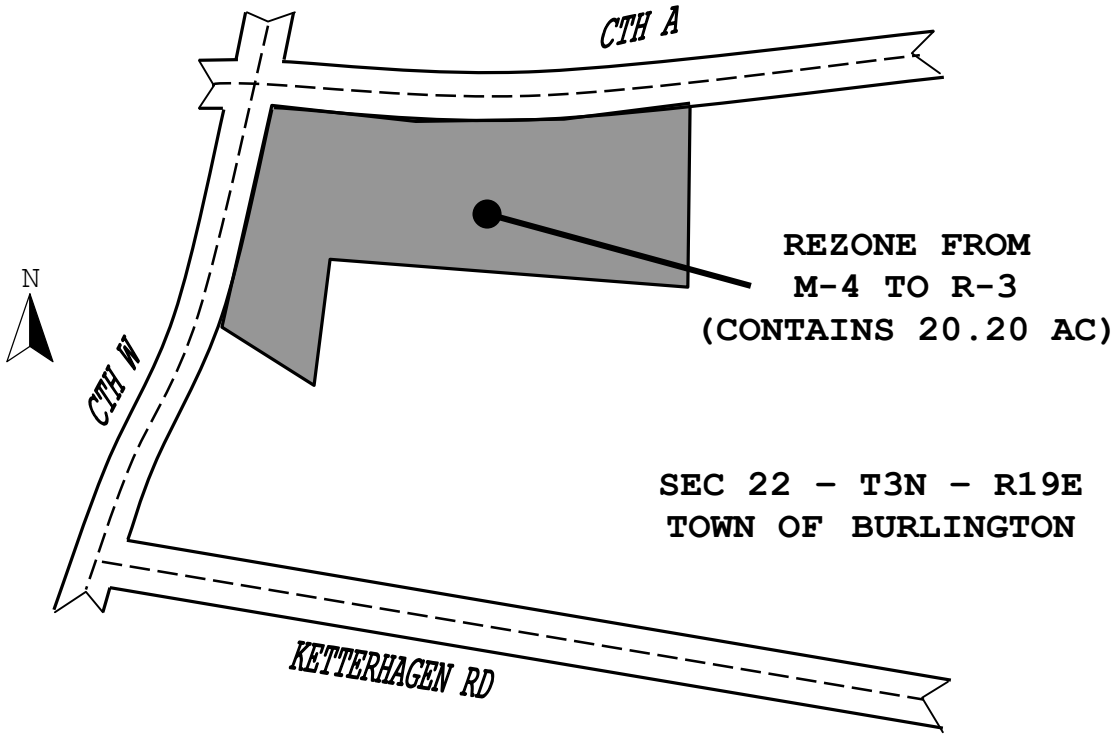 CTH A
N
REZONE FROM
M-4 TO R-3
(CONTAINS 20.20 AC)
CTH W
SEC 22 – T3N – R19E
TOWN OF BURLINGTON
KETTERHAGEN RD